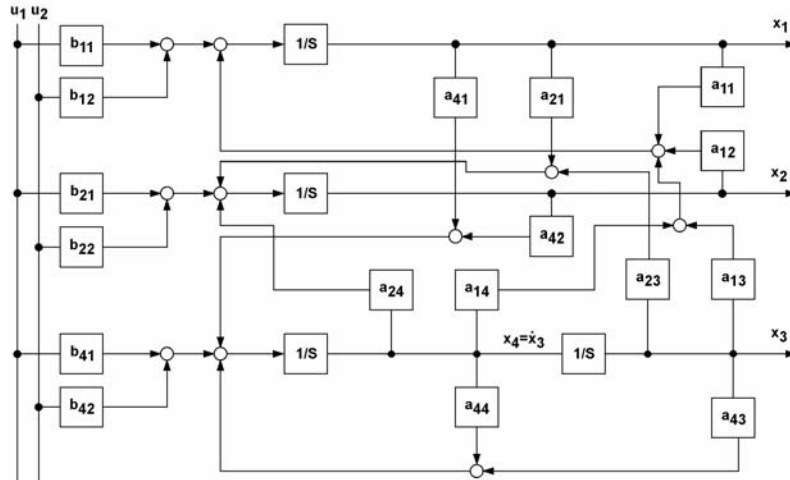 u1 u2
b11 1/S x1
b12 a41 a21 a11
a12
b21 1/S x2
b22 a42
a24 a14 a23 a13
b41 1/S x4=ẋ3 1/S x3
b42 a44 a43